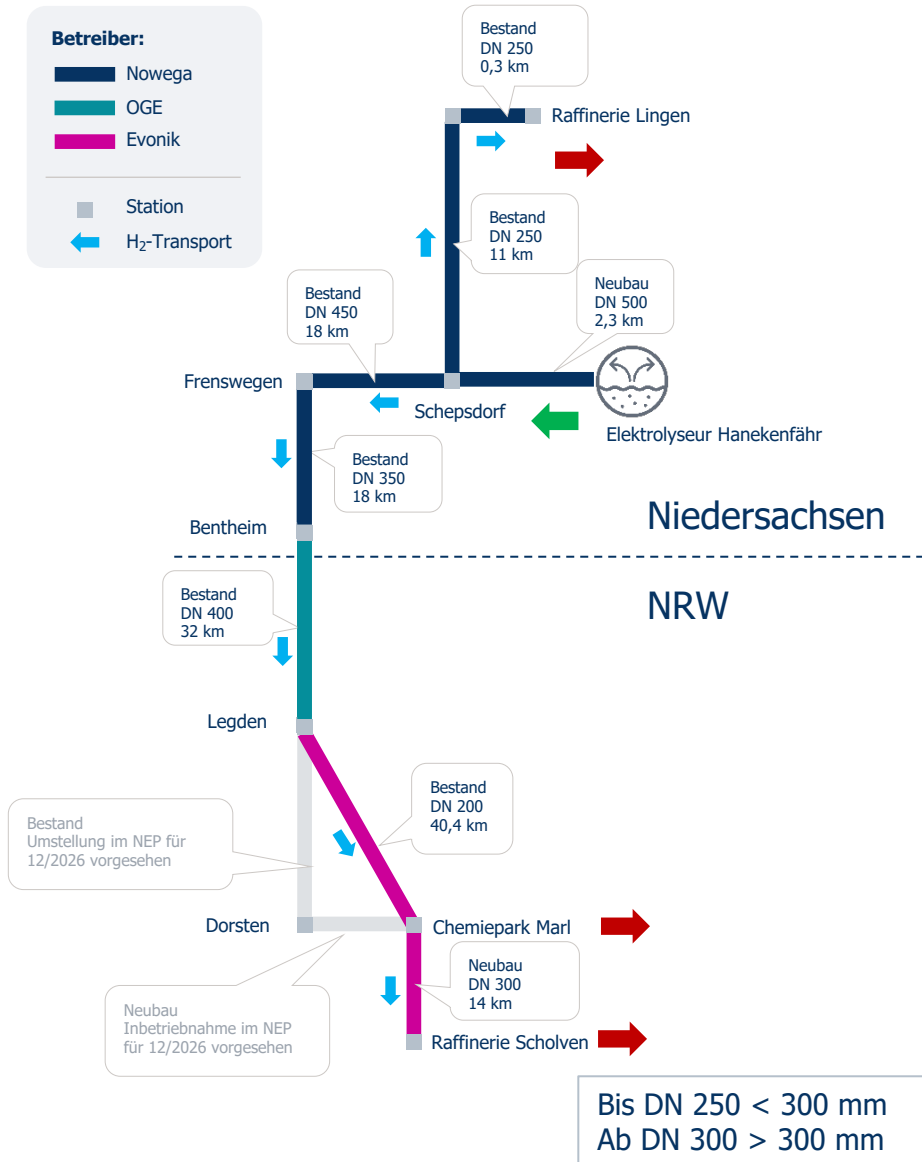 Betreiber:
Nowega
OGE
Evonik
Station
H₂-Transport
Bestand
DN 250
0,3 km
Raffinerie Lingen
Bestand
DN 250
11 km
Neubau
DN 500
2,3 km
Bestand
DN 450
18 km
Frenswegen
Schepsdorf
Elektrolyseur Hanekenfähr
Bestand
DN 350
18 km
Bentheim
Niedersachsen
NRW
Bestand
DN 400
32 km
Legden
Bestand
DN 200
40,4 km
Bestand
Umstellung im NEP für
12/2026 vorgesehen
Dorsten
Chemiepark Marl
Neubau
DN 300
14 km
Neubau
Inbetriebnahme im NEP
für 12/2026 vorgesehen
Raffinerie Scholven
Bis DN 250 < 300 mm
Ab DN 300 > 300 mm